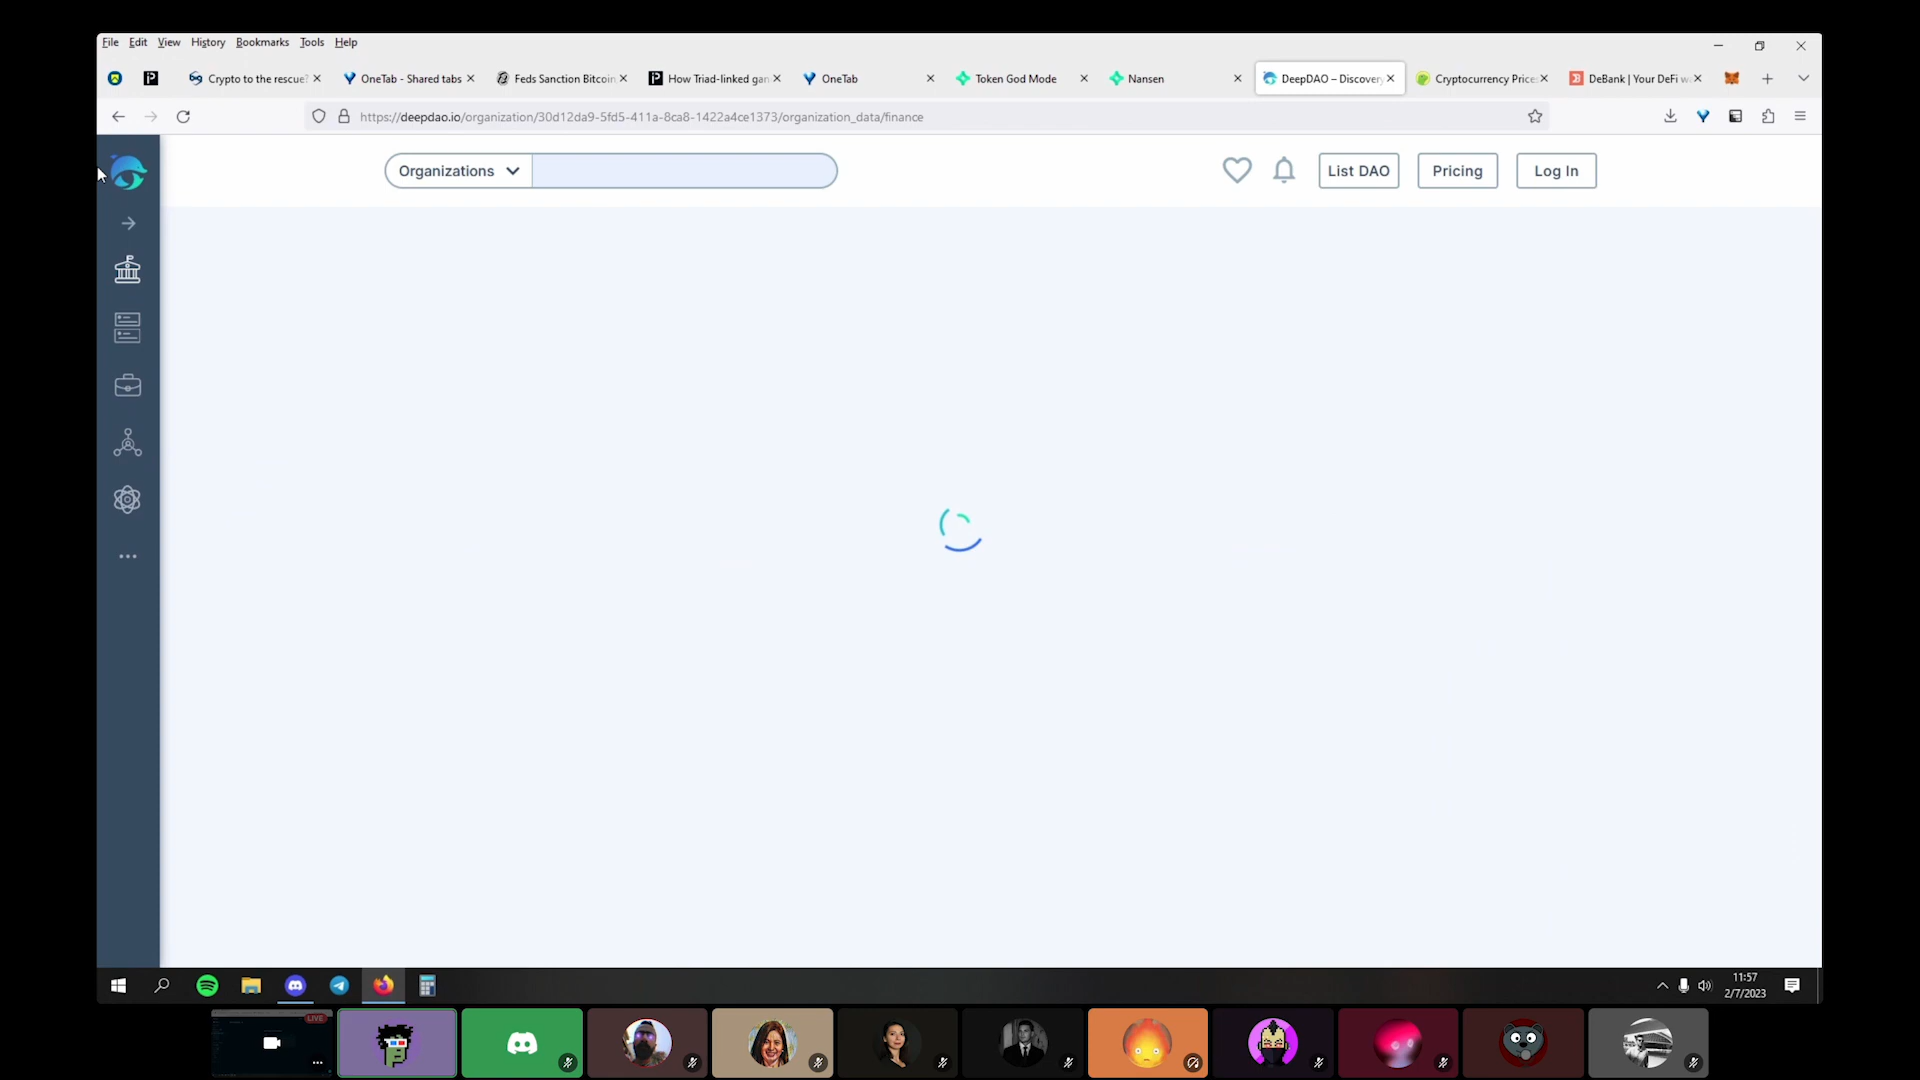 File Edit View History Bookmarks Tools Help
Crypto to the rescue?
OneTab - Shared tabs
Feds Sanction Bitcoin
How Triad-linked gan
OneTab
Token God Mode
Nansen
DeepDAO – Discovery
Cryptocurrency Price
DeBank | Your DeFi w
https://deepdao.io/organization/30d12da9-5fd5-411a-8ca8-1422a4ce1373/organization_data/finance
Organizations
List DAO
Pricing
Log In
11:57
2/7/2023
LIVE